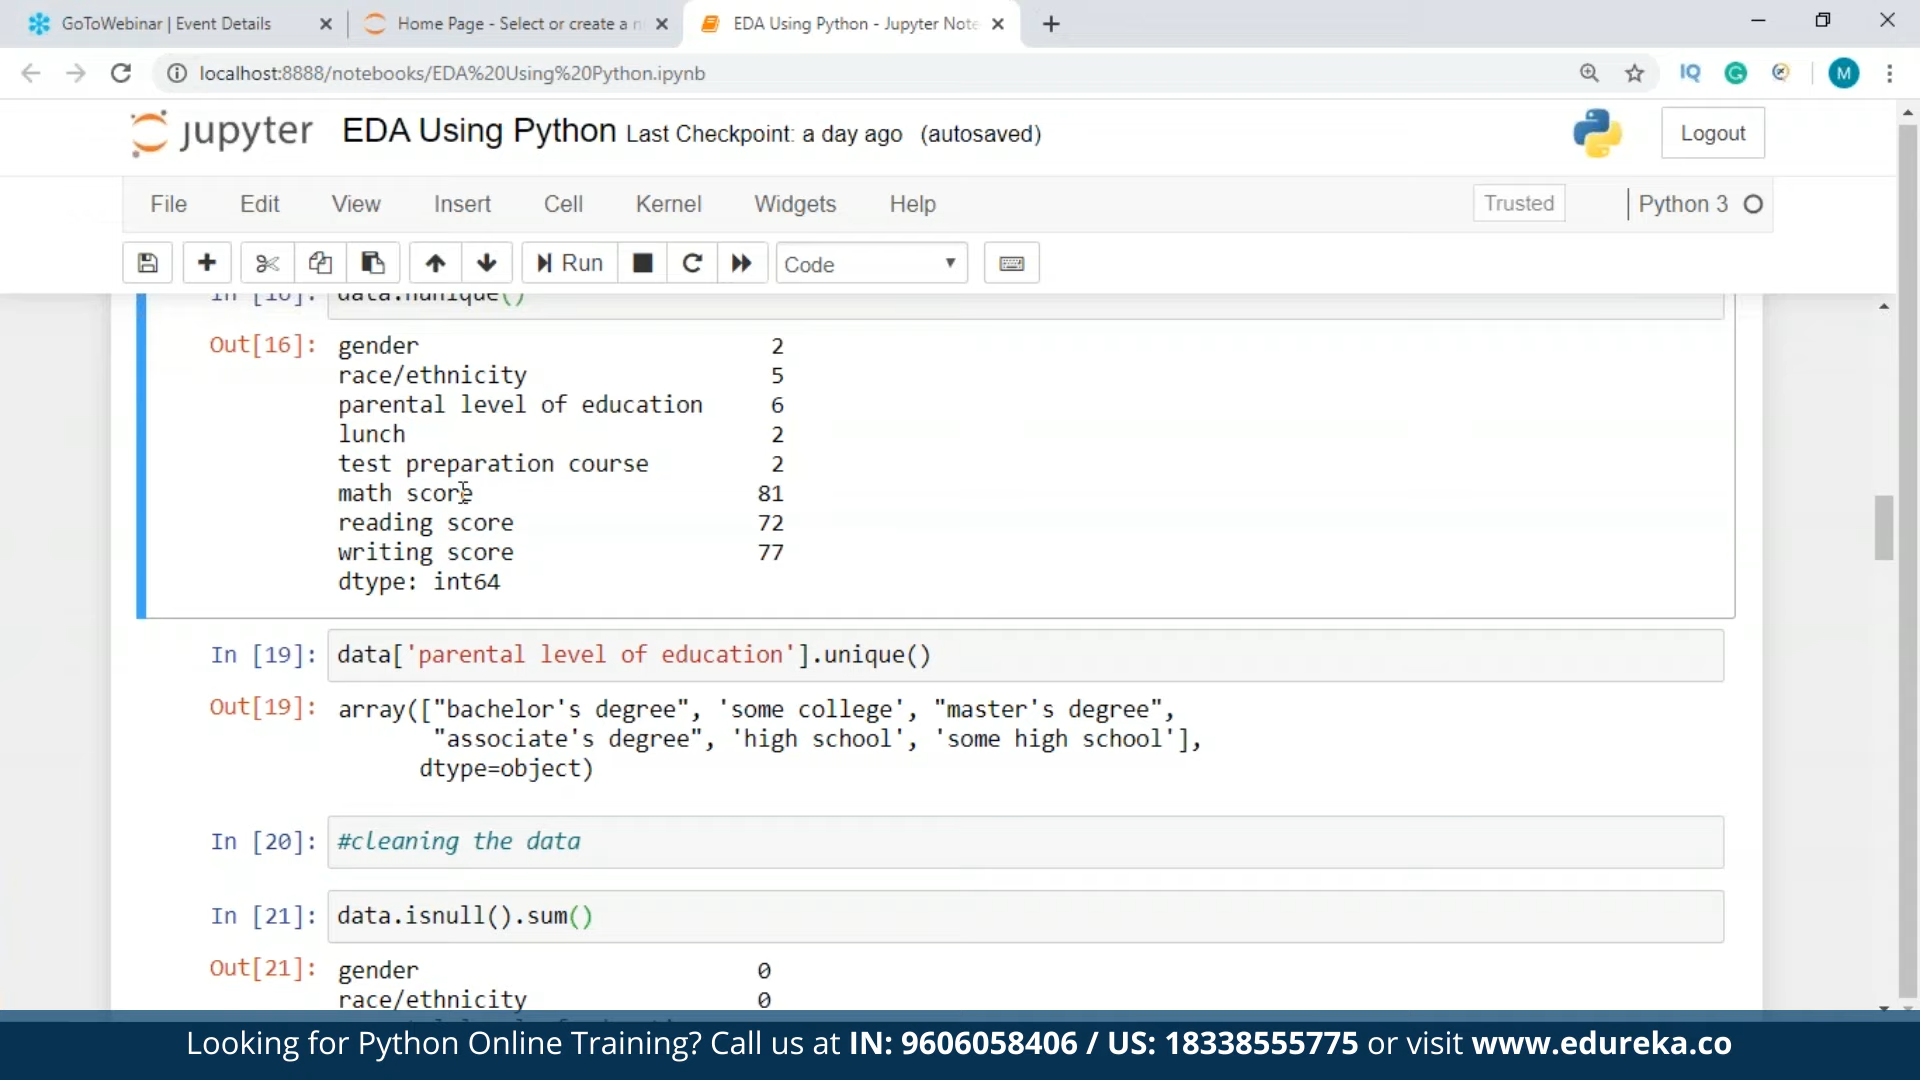 GoToWebinar | Event Details
Home Page - Select or create a n
EDA Using Python - Jupyter Note
localhost:8888/notebooks/EDA%20Using%20Python.ipynb
IQ
M
jupyter EDA Using Python Last Checkpoint: a day ago (autosaved)
Logout
File Edit View Insert Cell Kernel Widgets Help
Trusted
Python 3
Run
Code
In [16]: data.nunique()
Out[16]: gender 2
race/ethnicity 5
parental level of education 6
lunch 2
test preparation course 2
math score 81
reading score 72
writing score 77
dtype: int64
In [19]: data['parental level of education'].unique()
Out[19]: array(["bachelor's degree", 'some college', "master's degree",
"associate's degree", 'high school', 'some high school'],
dtype=object)
In [20]: #cleaning the data
In [21]: data.isnull().sum()
Out[21]: gender 0
race/ethnicity 0
Looking for Python Online Training? Call us at IN: 9606058406 / US: 18338555775 or visit www.edureka.co